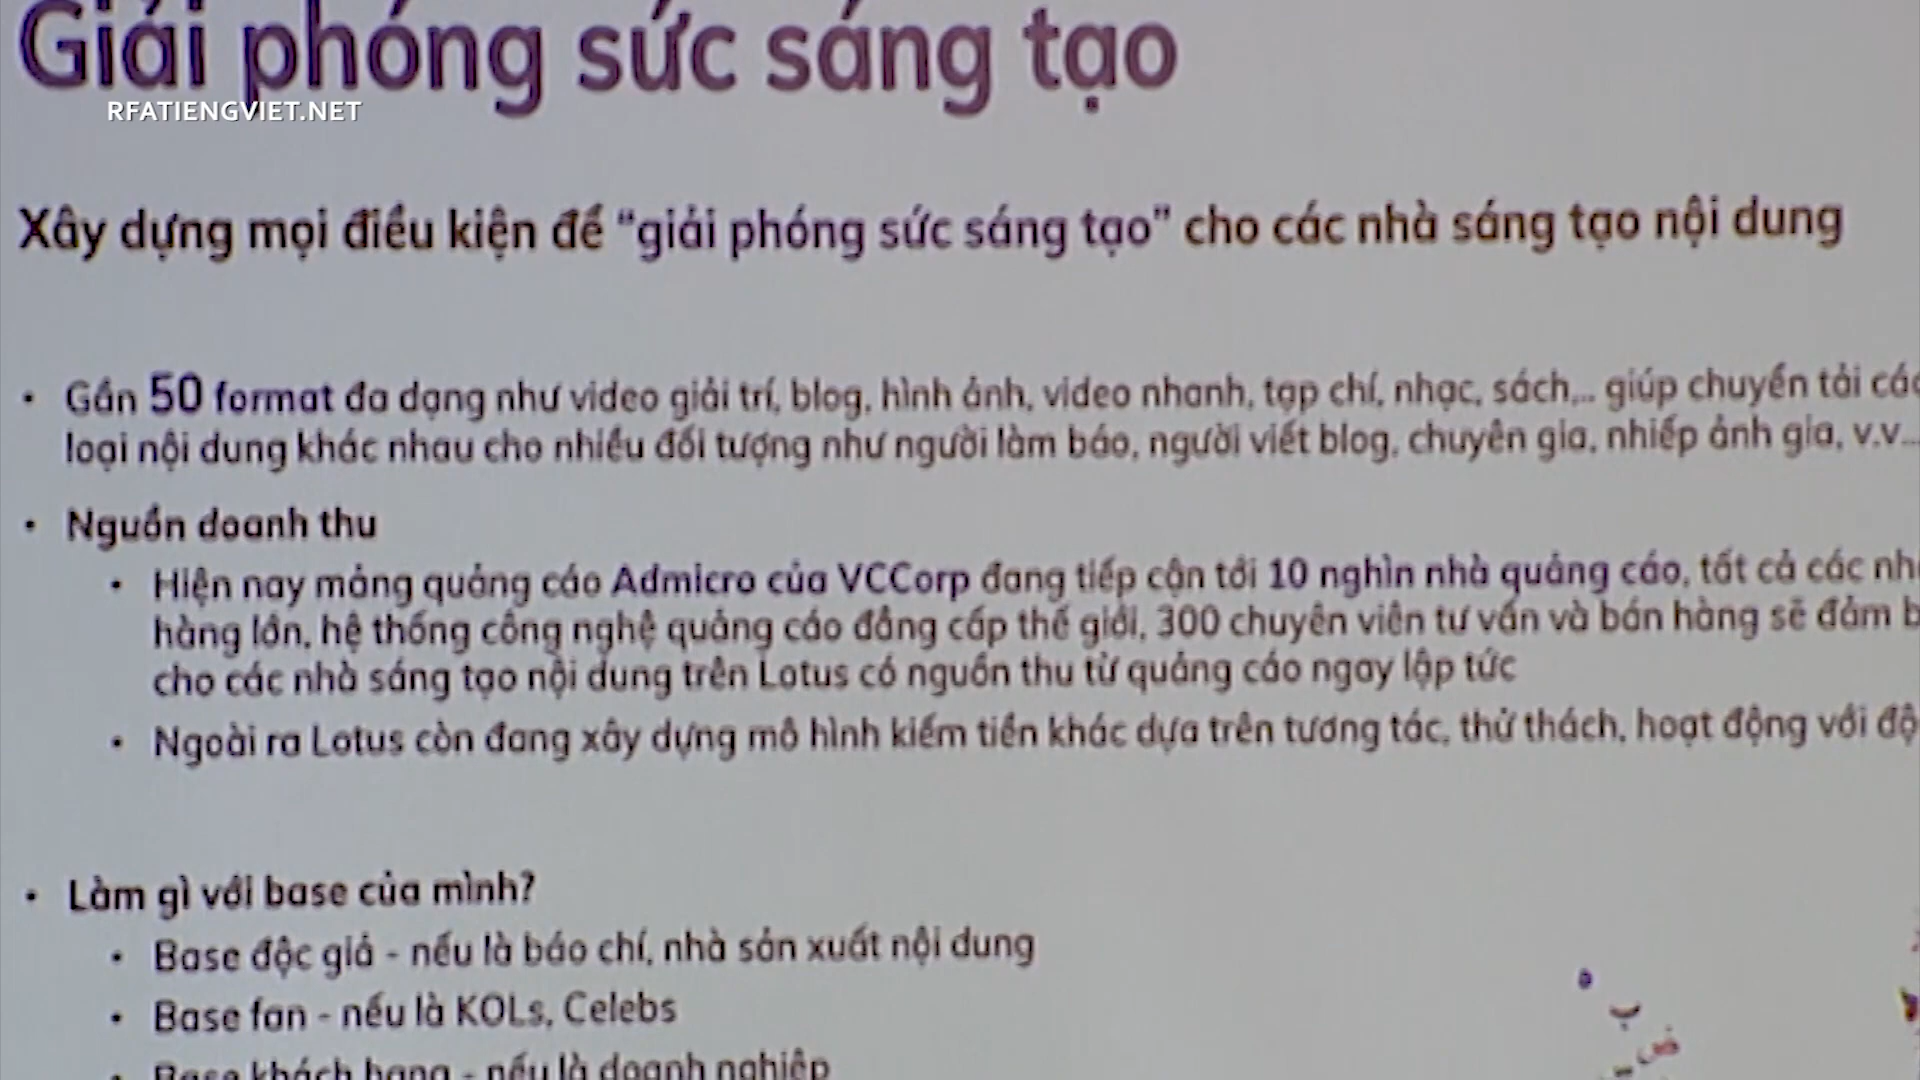 Giải phóng sức sáng tạo
RFATIENGVIET.NET
Xây dựng mọi điều kiện để “giải phóng sức sáng tạo” cho các nhà sáng tạo nội dung
• Gần 50 format đa dạng như video giải trí, blog, hình ảnh, video nhanh, tạp chí, nhạc, sách,... giúp chuyển tải
loại nội dung khác nhau cho nhiều đối tượng như người làm báo, người viết blog, chuyên gia, nhiếp ảnh gia, v.v...
• Nguồn doanh thu
• Hiện nay mảng quảng cáo Admicro của VCCorp đang tiếp cận tới 10 nghìn nhà quảng cáo, tất cả các
hàng lớn, hệ thống công nghệ quảng cáo đẳng cấp thế giới, 300 chuyên viên tư vấn và bán hàng sẽ đảm
cho các nhà sáng tạo nội dung trên Lotus có nguồn thu từ quảng cáo ngay lập tức
• Ngoài ra Lotus còn đang xây dựng mô hình kiếm tiền khác dựa trên tương tác, thử thách, hoạt động với
• Làm gì với base của mình?
• Base độc giả - nếu là báo chí, nhà sản xuất nội dung
• Base fan - nếu là KOLs, Celebs
• Base khách hàng - nếu là doanh nghiệp